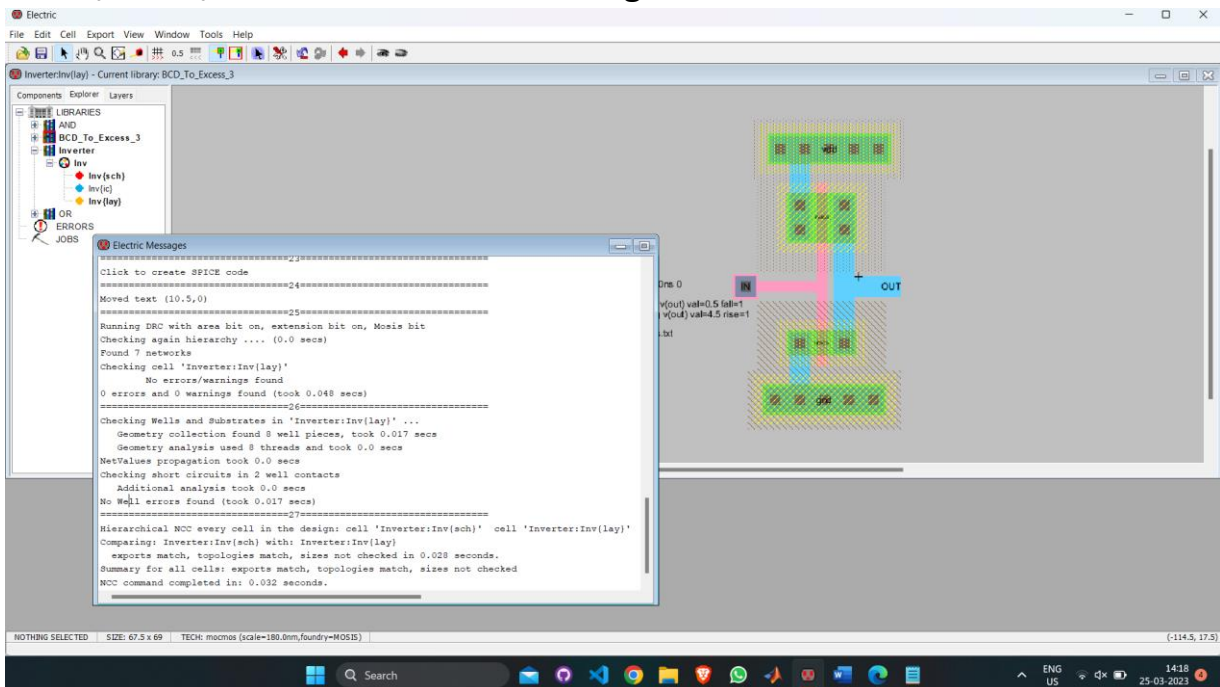 Electric
File Edit Cell Export View Window Tools Help
0.5
Inverter:Inv{lay} - Current library: BCD_To_Excess_3
Components Explorer Layers
LIBRARIES
AND
BCD_To_Excess_3
Inverter
Inv
Inv{sch}
Inv{ic}
Inv{lay}
OR
ERRORS
JOBS
Electric Messages
=================================23=================================
Click to create SPICE code
=================================24=================================
Moved text (10.5,0)
=================================25=================================
Running DRC with area bit on, extension bit on, Mosis bit
Checking again hierarchy .... (0.0 secs)
Found 7 networks
Checking cell 'Inverter:Inv{lay}'
No errors/warnings found
0 errors and 0 warnings found (took 0.048 secs)
=================================26=================================
Checking Wells and Substrates in 'Inverter:Inv{lay}' ...
Geometry collection found 8 well pieces, took 0.017 secs
Geometry analysis used 8 threads and took 0.0 secs
NetValues propagation took 0.0 secs
Checking short circuits in 2 well contacts
Additional analysis took 0.0 secs
No Well errors found (took 0.017 secs)
=================================27=================================
Hierarchical NCC every cell in the design: cell 'Inverter:Inv{sch}' cell 'Inverter:Inv{lay}'
Comparing: Inverter:Inv{sch} with: Inverter:Inv{lay}
exports match, topologies match, sizes not checked in 0.028 seconds.
Summary for all cells: exports match, topologies match, sizes not checked
NCC command completed in: 0.032 seconds.
vdd
0ns 0
IN
OUT
v(out) val=0.5 fall=1
v(out) val=4.5 rise=1
.txt
gnd
NOTHING SELECTED SIZE: 67.5 x 69 TECH: mocmos (scale=180.0nm,foundry=MOSIS) (-114.5, 17.5)
Search
ENG
US
14:18
25-03-2023
4